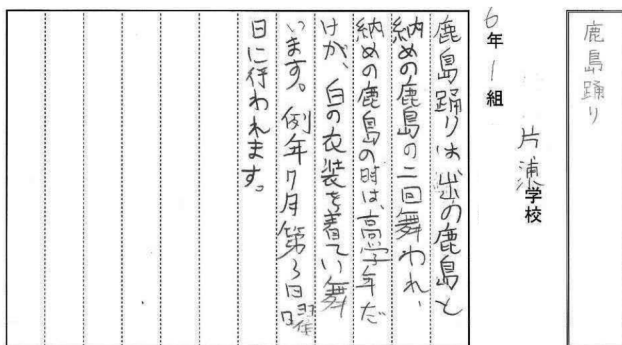 鹿島踊り
片浦学校
6年1組
鹿島踊りは出の鹿島と
納めの鹿島の二回舞われ、
納めの鹿島の時は、高学年だ
けが、白の衣装を着てい舞
います。例年7月第3日曜
日に行われます。